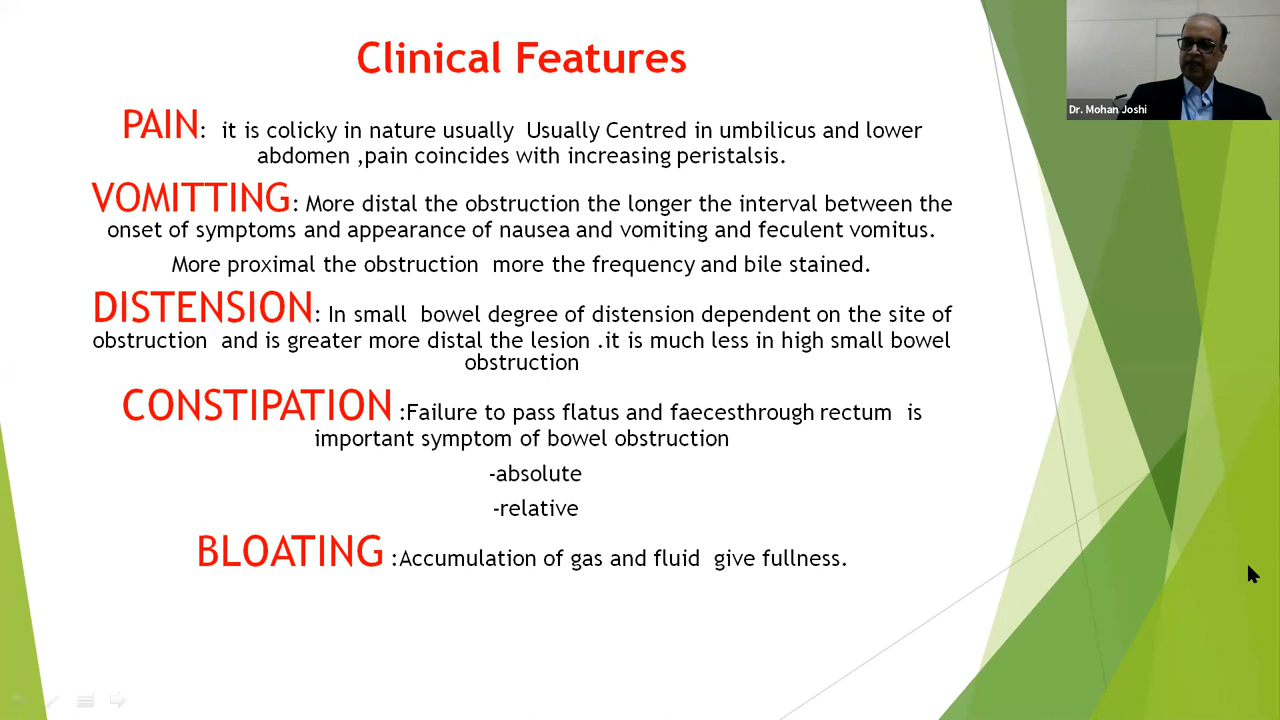 Clinical Features
Dr. Mohan Joshi
PAIN: it is colicky in nature usually Usually Centred in umbilicus and lower
abdomen ,pain coincides with increasing peristalsis.
VOMITTING: More distal the obstruction the longer the interval between the
onset of symptoms and appearance of nausea and vomiting and feculent vomitus.
More proximal the obstruction more the frequency and bile stained.
DISTENSION: In small bowel degree of distension dependent on the site of
obstruction and is greater more distal the lesion .it is much less in high small bowel
obstruction
CONSTIPATION :Failure to pass flatus and faecesthrough rectum is
important symptom of bowel obstruction
-absolute
-relative
BLOATING :Accumulation of gas and fluid give fullness.